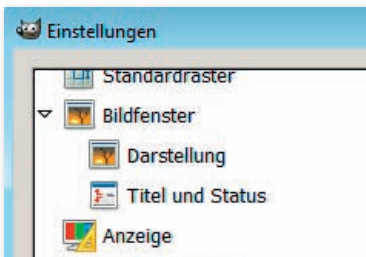 Einstellungen
Standardraster
Bildfenster
Darstellung
Titel und Status
Anzeige